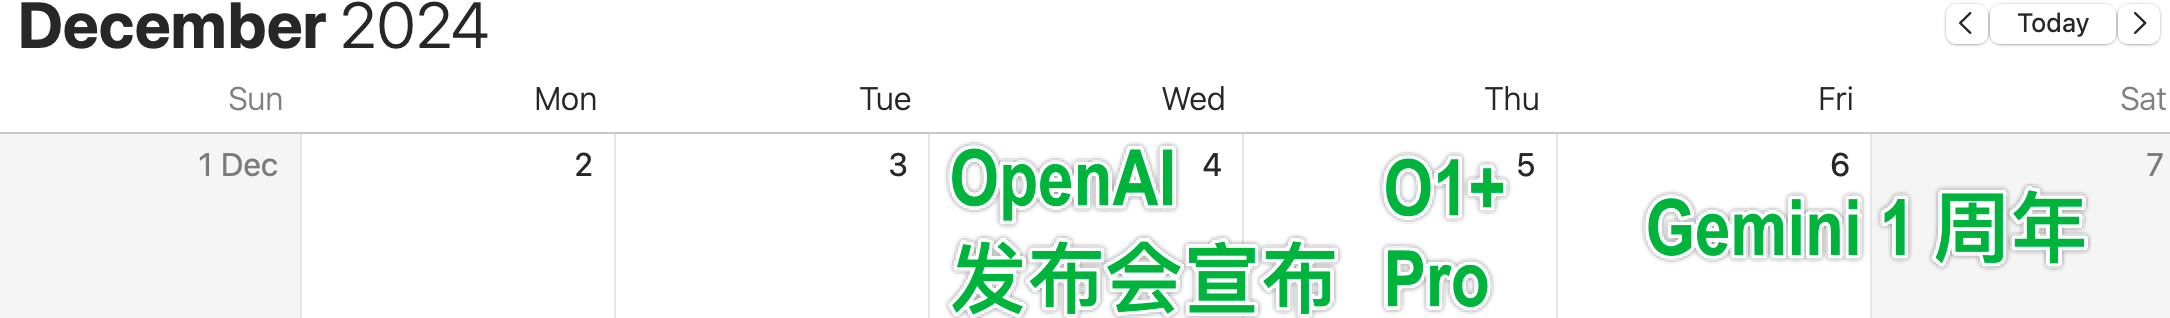 December 2024
< Today >
Sun Mon Tue Wed Thu Fri Sat
1 Dec 2 3 4 5 6 7
OpenAI
发布会宣布
O1+
Pro
Gemini 1 周年